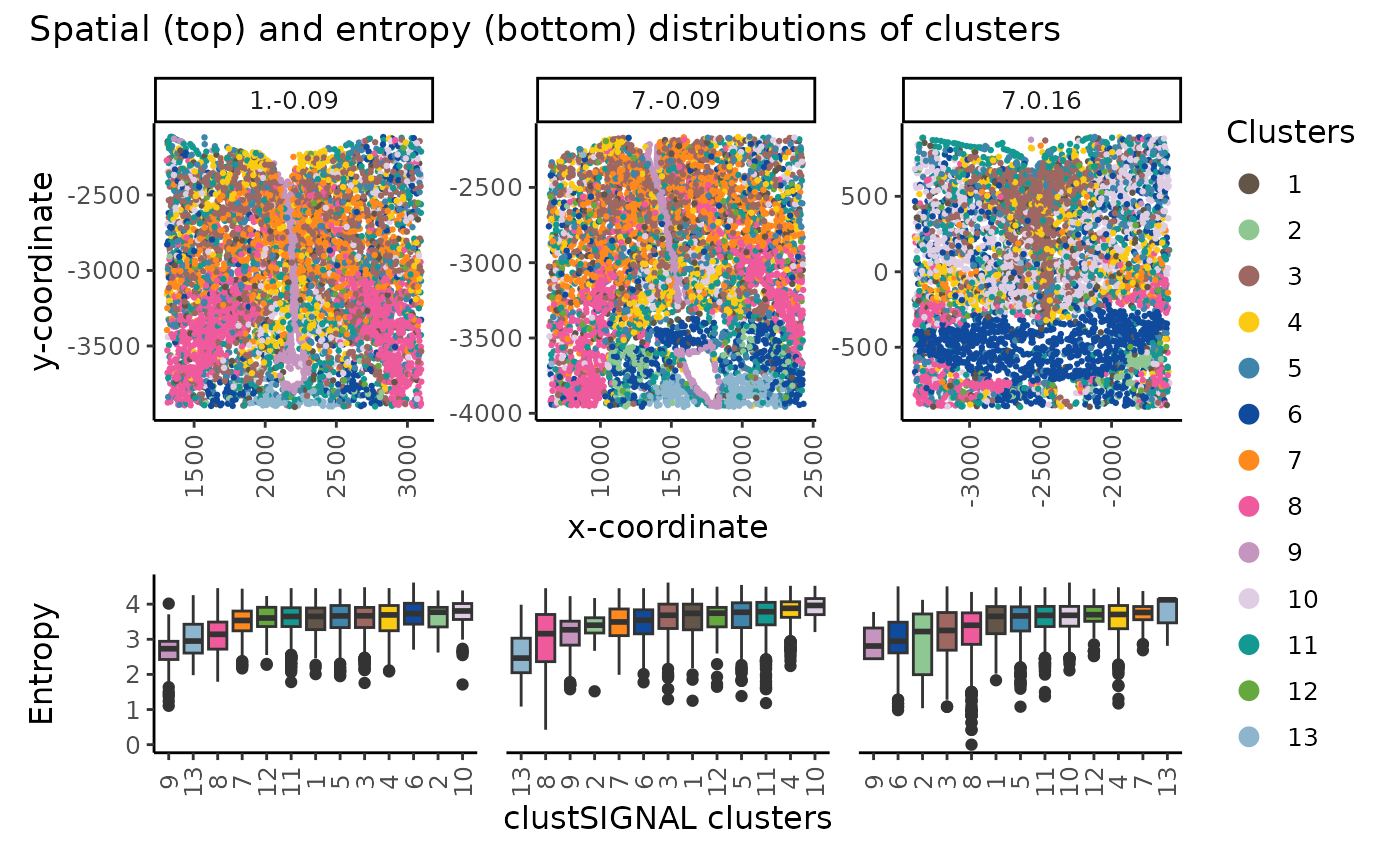 Spatial (top) and entropy (bottom) distributions of clusters
1.-0.09 7.-0.09 7.0.16
y-coordinate
-2500
-3000
-3500
1500 2000 2500 3000
-2500
-3000
-3500
-4000
1000 1500 2000 2500
500
0
-500
-3000 -2500 -2000
x-coordinate
Clusters
1
2
3
4
5
6
7
8
9
10
11
12
13
Entropy
4
3
2
1
0
9 13 8 7 12 11 1 5 3 4 6 2 10
13 8 9 2 7 6 3 1 12 5 11 4 10
9 6 2 3 8 1 5 11 10 12 4 7 13
clustSIGNAL clusters